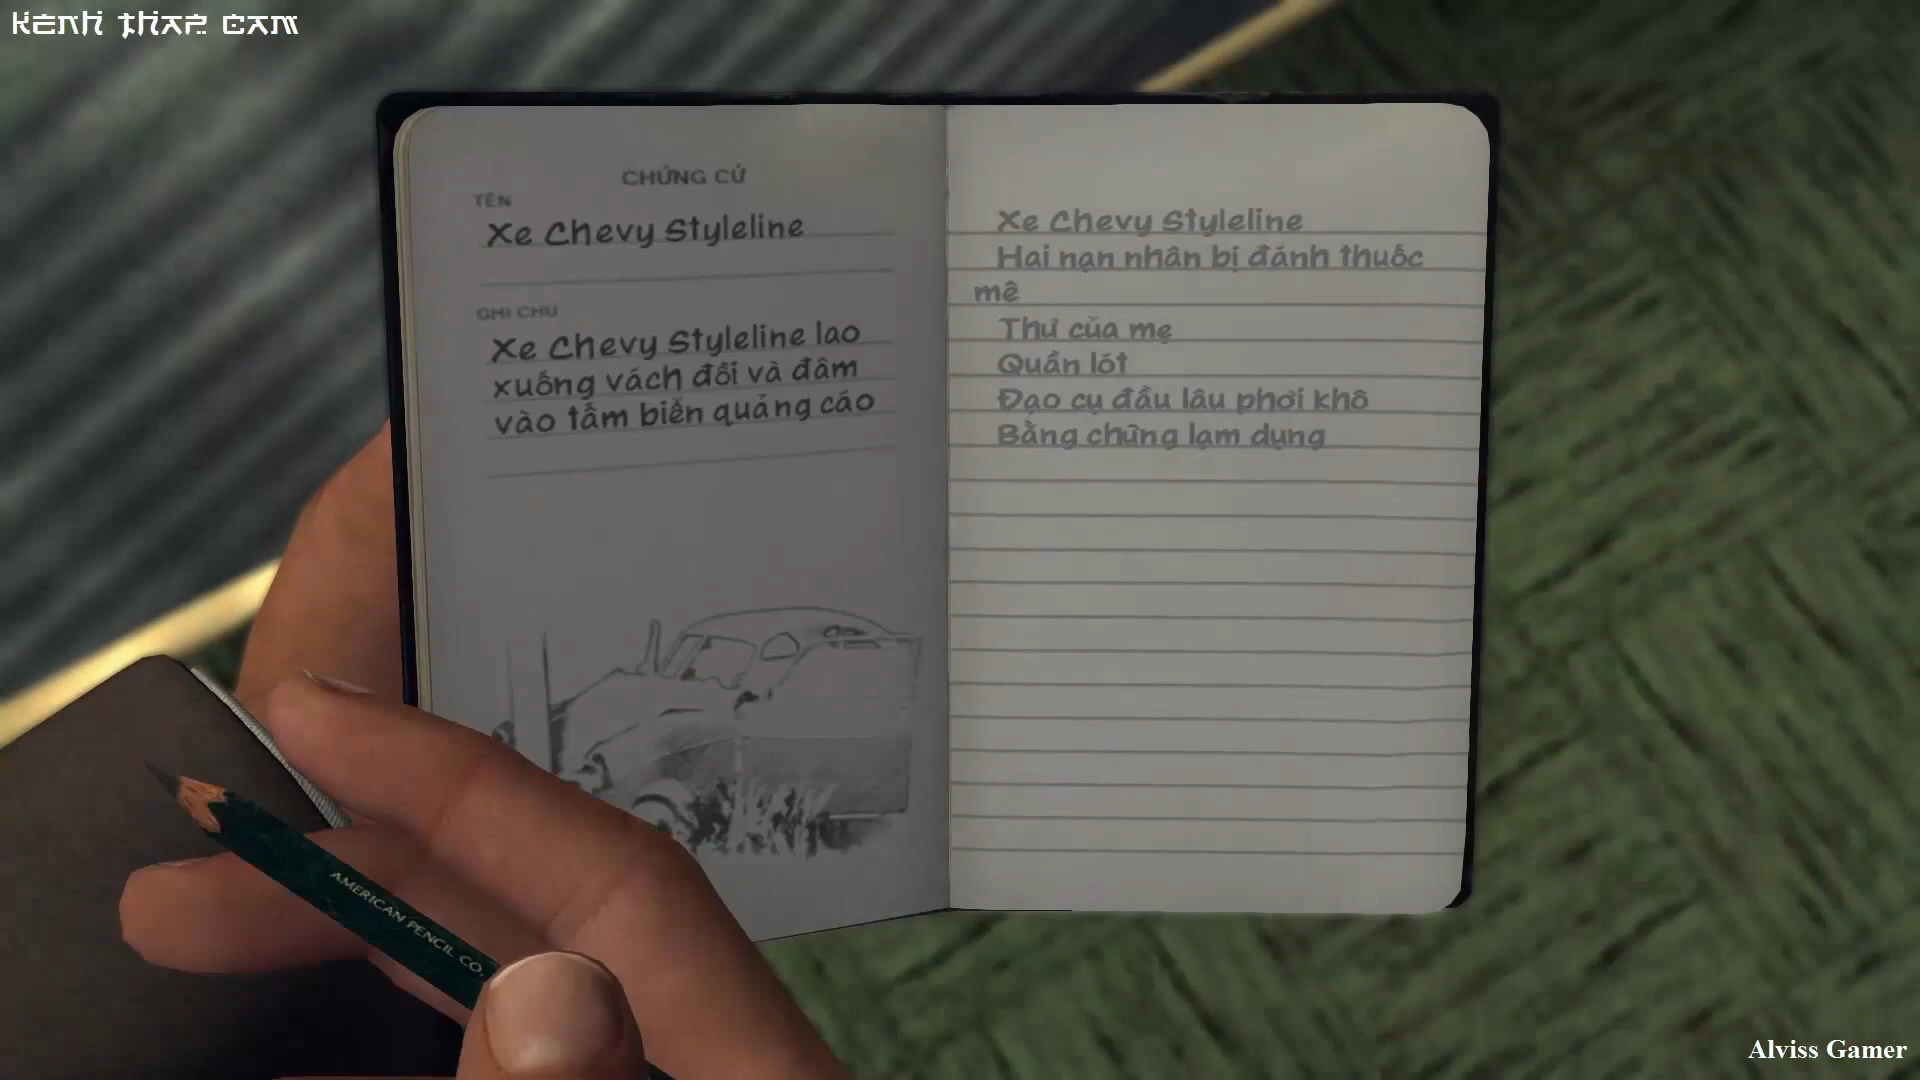 Kênh Tháp Cam
CHỨNG CỨ
TÊN
Xe Chevy Styleline
GHI CHÚ
Xe Chevy Styleline lao
xuống vách đồi và đâm
vào tấm biển quảng cáo
Xe Chevy Styleline
Hai nạn nhân bị đánh thuốc
mê
Thư của mẹ
Quần lót
Đạo cụ đầu lâu phơi khô
Bằng chứng lạm dụng
AMERICAN PENCIL CO.
Alviss Gamer